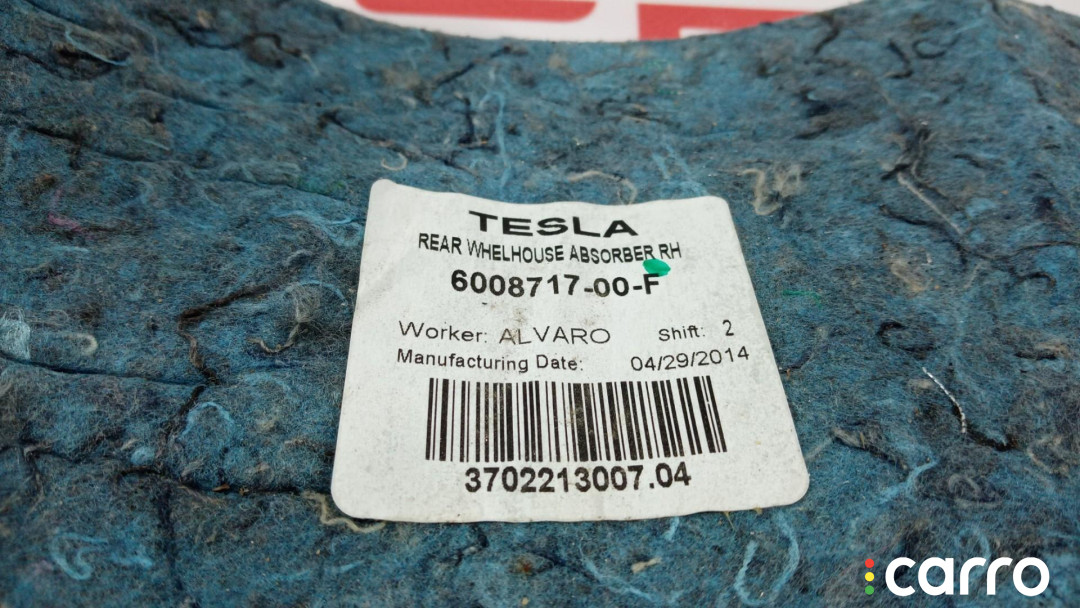 TESLA
REAR WHELHOUSE ABSORBER RH
6008717-00-F
Worker: ALVARO Shift: 2
Manufacturing Date: 04/29/2014
3702213007.04
carro